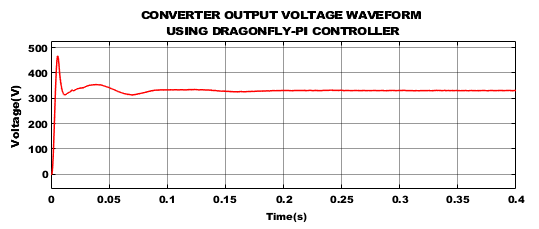 CONVERTER OUTPUT VOLTAGE WAVEFORM
USING DRAGONFLY-PI CONTROLLER
500
400
300
200
100
0
Voltage(V)
0 0.05 0.1 0.15 0.2 0.25 0.3 0.35 0.4
Time(s)